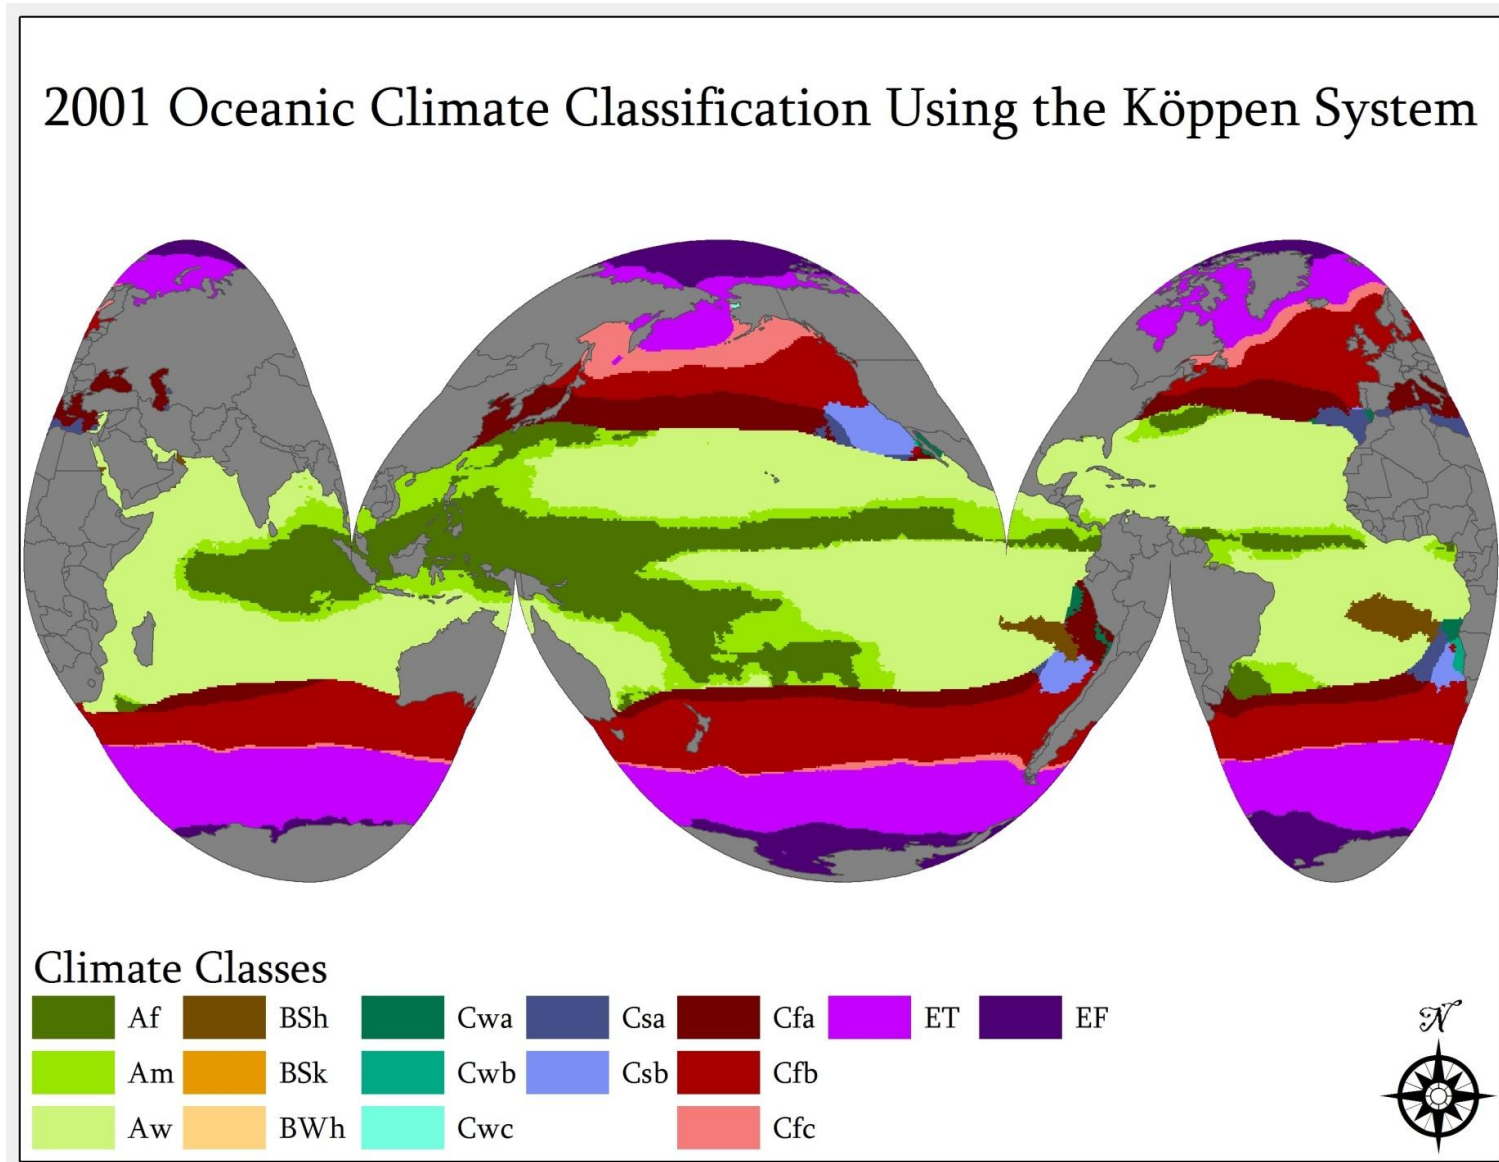 2001 Oceanic Climate Classification Using the Köppen System
Climate Classes
Af BSh Cwa Csa Cfa ET EF
Am BSk Cwb Csb Cfb
Aw BWh Cwc Cfc
N